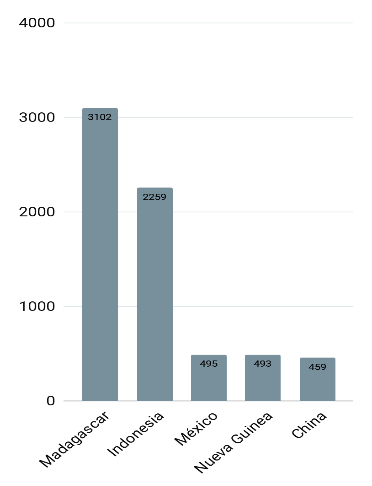 4000
3000
2000
1000
0
3102
2259
495
493
459
Madagascar
Indonesia
México
Nueva Guinea
China